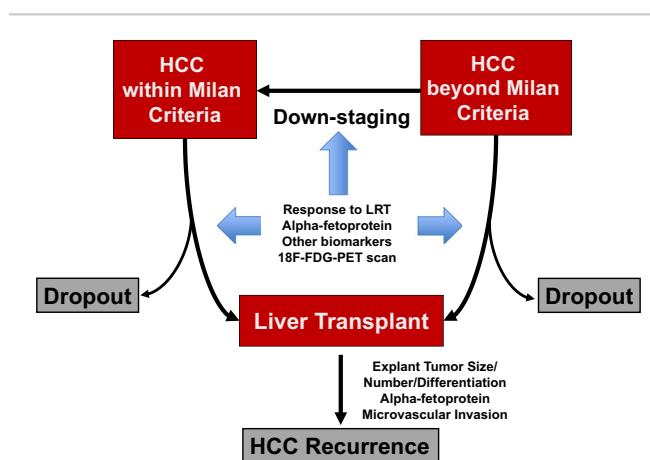 HCC
within Milan
Criteria
HCC
beyond Milan
Criteria
Down-staging
Response to LRT
Alpha-fetoprotein
Other biomarkers
18F-FDG-PET scan
Dropout
Dropout
Liver Transplant
Explant Tumor Size/
Number/Differentiation
Alpha-fetoprotein
Microvascular Invasion
HCC Recurrence